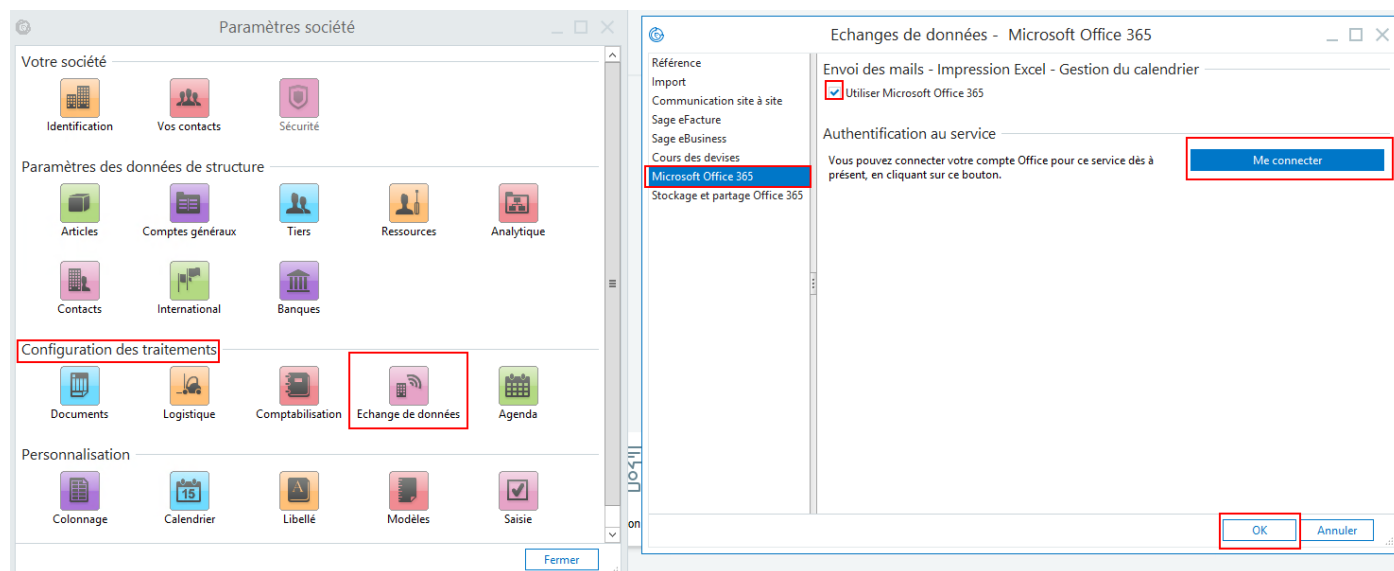 Paramètres société
Votre société
Identification
Vos contacts
Sécurité
Paramètres des données de structure
Articles
Comptes généraux
Tiers
Ressources
Analytique
Contacts
International
Banques
Configuration des traitements
Documents
Logistique
Comptabilisation
Echange de données
Agenda
Personnalisation
15
A
Colonnage
Calendrier
Libellé
Modèles
Saisie
Fermer
on
Echanges de données - Microsoft Office 365
Référence
Import
Communication site à site
Sage eFacture
Sage eBusiness
Cours des devises
Microsoft Office 365
Stockage et partage Office 365
Envoi des mails - Impression Excel - Gestion du calendrier
Utiliser Microsoft Office 365
Authentification au service
Vous pouvez connecter votre compte Office pour ce service dès à
présent, en cliquant sur ce bouton.
Me connecter
OK
Annuler